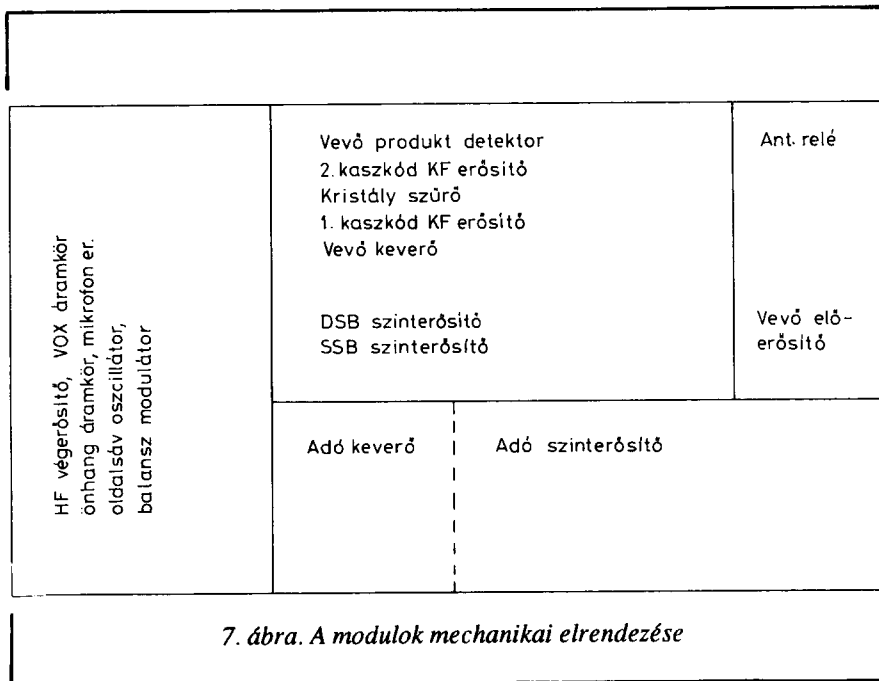 HF végerősítő, VOX áramkör
önhang áramkör, mikrofon er.
oldalsáv oszcillátor,
balansz modulátor
Vevő produkt detektor
2. kaszkód KF erősítő
Kristály szűrő
1. kaszkód KF erősítő
Vevő keverő
DSB szinterősítő
SSB szinterősítő
Ant. relé
Vevő elő-
erősítő
Adó keverő
Adó szinterősítő
7. ábra. A modulok mechanikai elrendezése